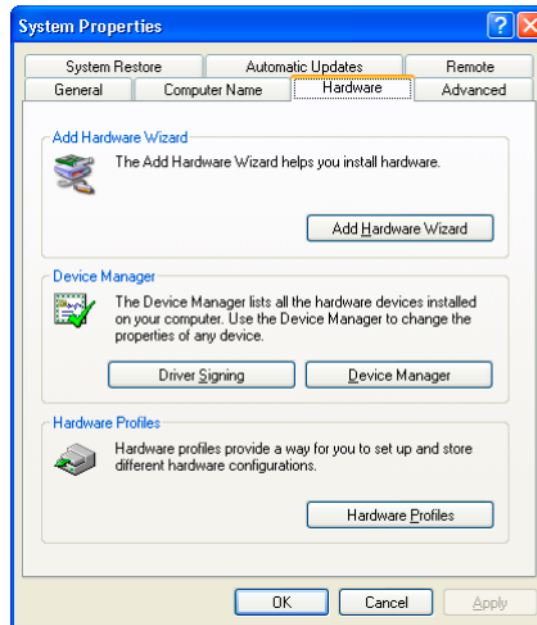 System Properties
System Restore Automatic Updates Remote
General Computer Name Hardware Advanced
Add Hardware Wizard
The Add Hardware Wizard helps you install hardware.
Add Hardware Wizard
Device Manager
The Device Manager lists all the hardware devices installed
on your computer. Use the Device Manager to change the
properties of any device.
Driver Signing Device Manager
Hardware Profiles
Hardware profiles provide a way for you to set up and store
different hardware configurations.
Hardware Profiles
OK Cancel Apply